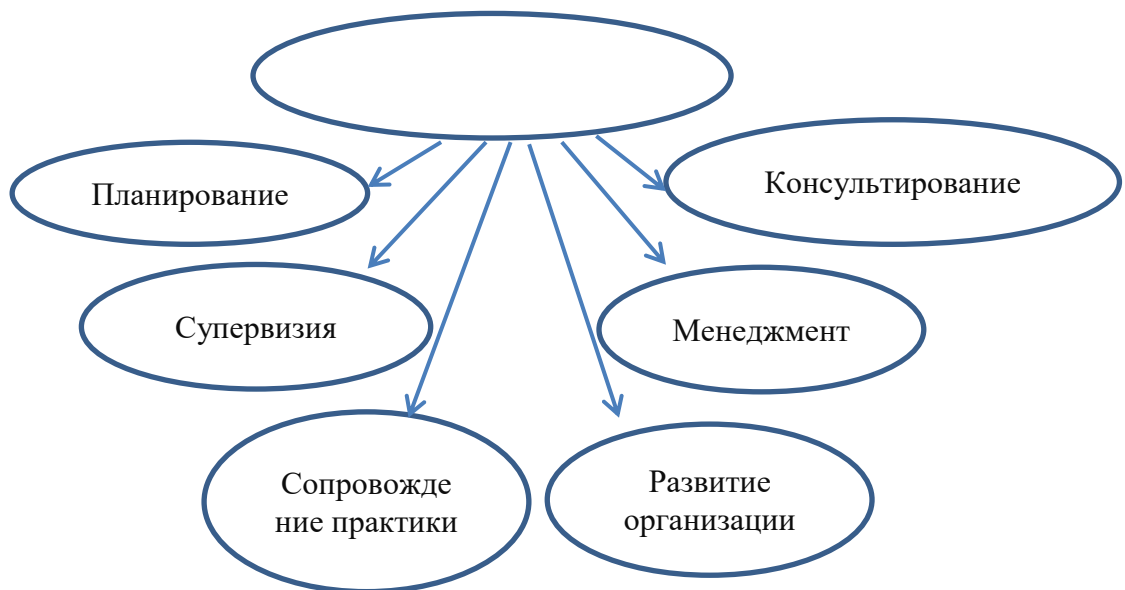 Планирование
Консультирование
Супервизия
Менеджмент
Сопровожде
ние практики
Развитие
организации